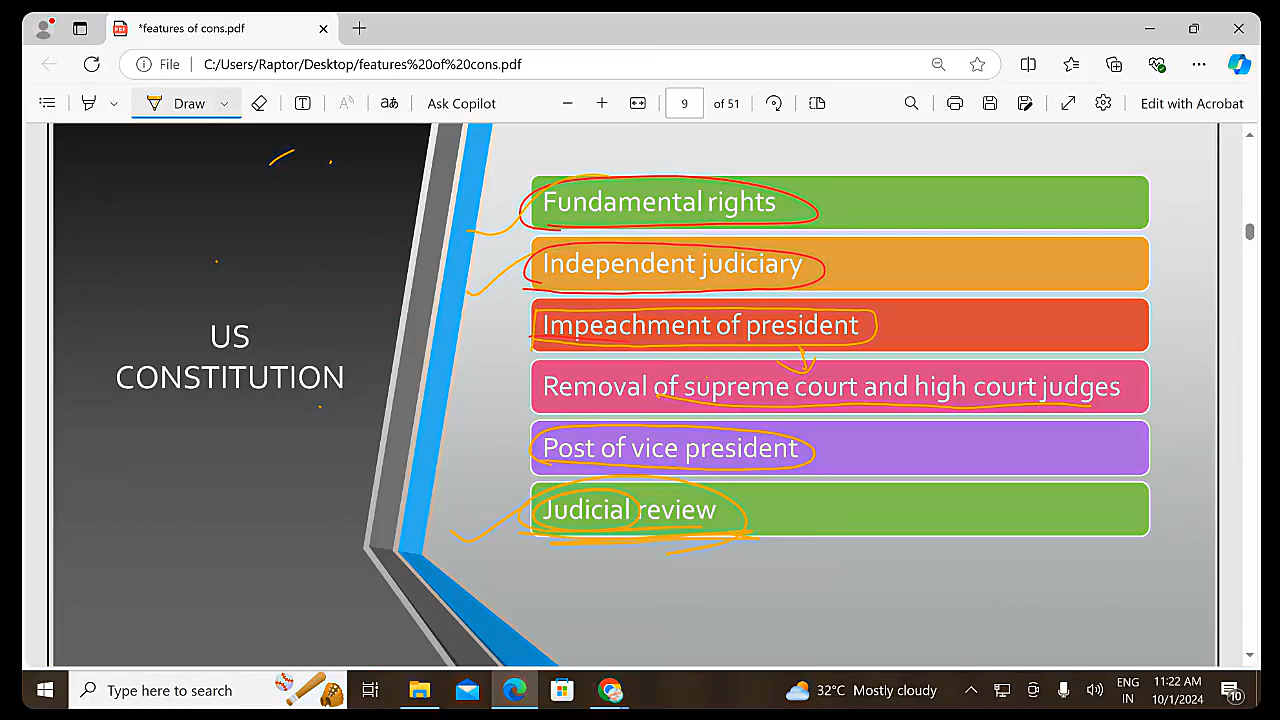 *features of cons.pdf
File C:/Users/Raptor/Desktop/features%20of%20cons.pdf
Draw Ask Copilot 9 of 51 Edit with Acrobat
US
CONSTITUTION
Fundamental rights
Independent judiciary
Impeachment of president
Removal of supreme court and high court judges
Post of vice president
Judicial review
Type here to search
32°C Mostly cloudy
ENG
IN
11:22 AM
10/1/2024
10